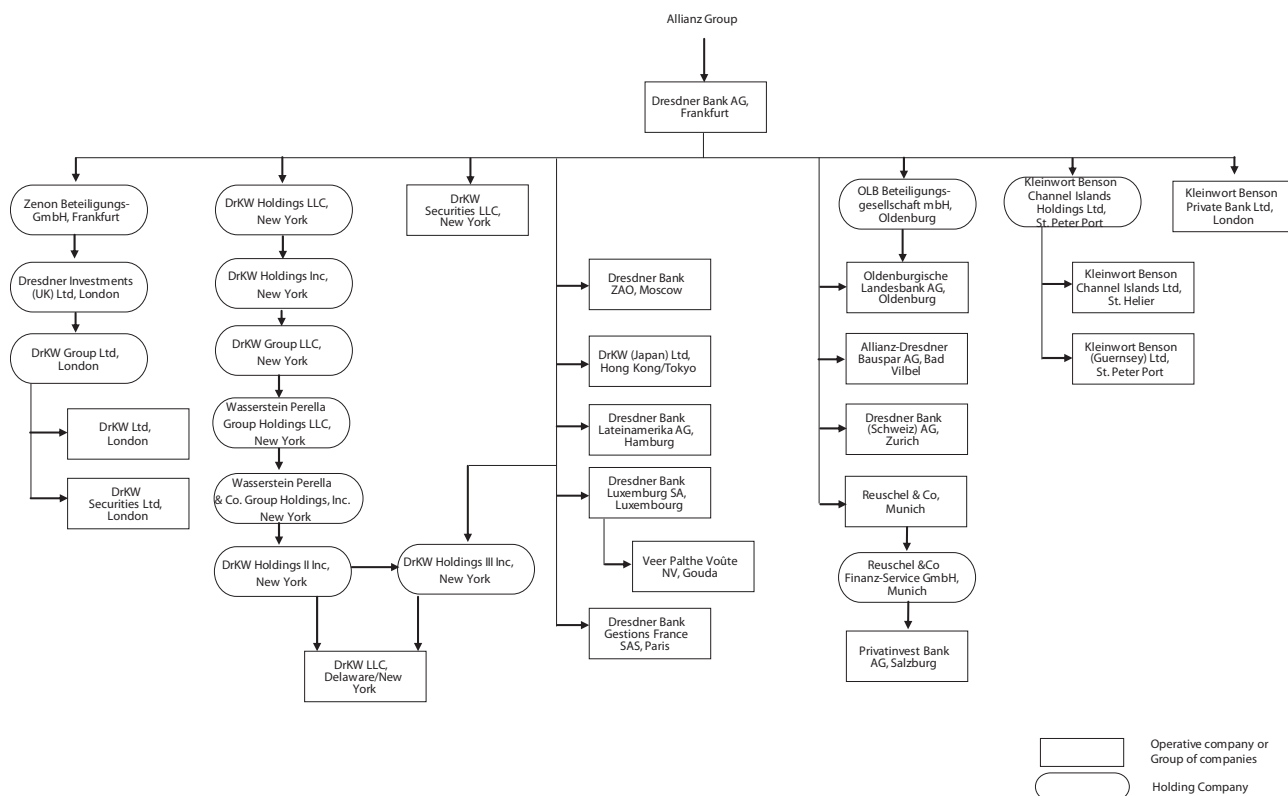 Allianz Group
Dresdner Bank AG,
Frankfurt
Zenon Beteiligungs-
GmbH, Frankfurt
Dresdner Investments
(UK) Ltd, London
DrKW Group Ltd,
London
DrKW Ltd,
London
DrKW
Securities Ltd,
London
DrKW Holdings LLC,
New York
DrKW Holdings Inc,
New York
DrKW Group LLC,
New York
Wasserstein Perella
Group Holdings LLC,
New York
Wasserstein Perella
& Co. Group Holdings, Inc.
New York
DrKW Holdings II Inc,
New York
DrKW Holdings III Inc,
New York
DrKW LLC,
Delaware/New
York
DrKW
Securities LLC,
New York
Dresdner Bank
ZAO, Moscow
DrKW (Japan) Ltd,
Hong Kong/Tokyo
Dresdner Bank
Lateinamerika AG,
Hamburg
Dresdner Bank
Luxemburg SA,
Luxembourg
Veer Palthe Voûte
NV, Gouda
Dresdner Bank
Gestions France
SAS, Paris
OLB Beteiligungs-
gesellschaft mbH,
Oldenburg
Oldenburgische
Landesbank AG,
Oldenburg
Allianz-Dresdner
Bauspar AG, Bad
Vilbel
Dresdner Bank
(Schweiz) AG,
Zurich
Reuschel & Co,
Munich
Reuschel &Co
Finanz-Service GmbH,
Munich
Privatinvest Bank
AG, Salzburg
Kleinwort Benson
Channel Islands
Holdings Ltd,
St. Peter Port
Kleinwort Benson
Channel Islands Ltd,
St. Helier
Kleinwort Benson
(Guernsey) Ltd,
St. Peter Port
Kleinwort Benson
Private Bank Ltd,
London
Operative company or
Group of companies
Holding Company